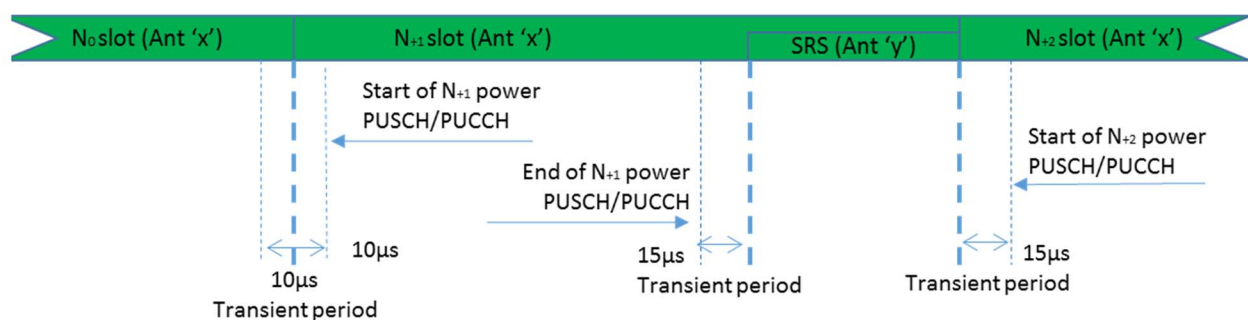 N0 slot (Ant ‘x’)
N+1 slot (Ant ‘x’)
SRS (Ant ‘y’)
N+2 slot (Ant ‘x’)
Start of N+1 power
PUSCH/PUCCH
Start of N+2 power
PUSCH/PUCCH
End of N+1 power
PUSCH/PUCCH
10µs
10µs
Transient period
15µs
Transient period
15µs
Transient period